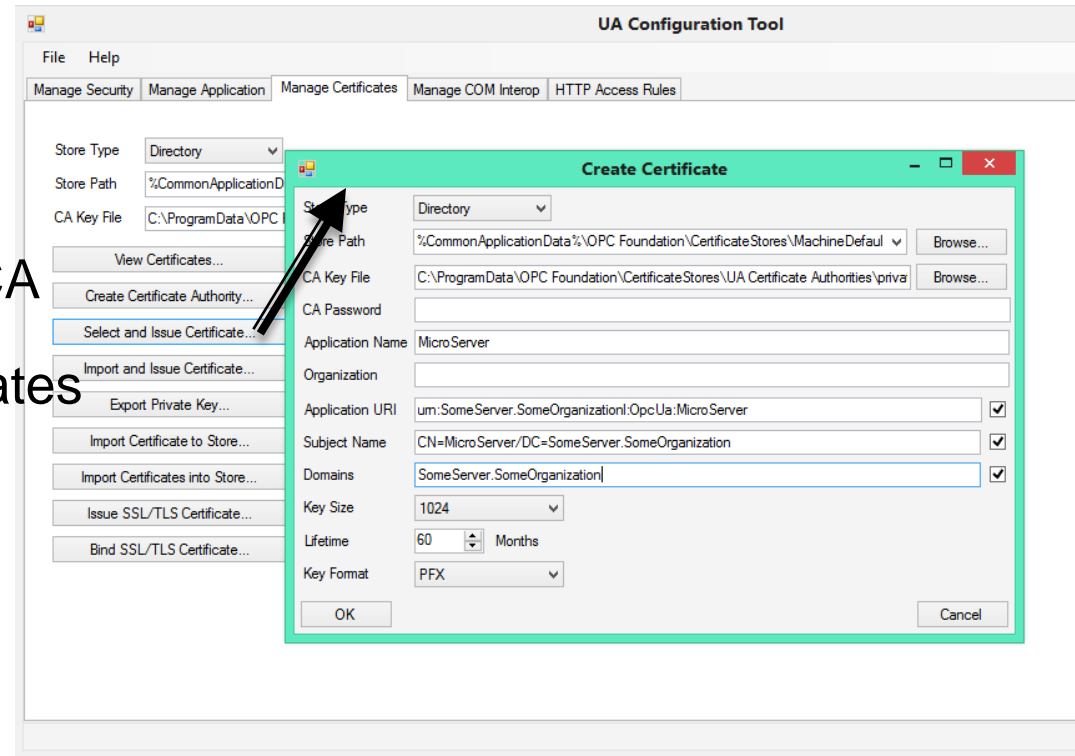 UA Configuration Tool
File Help
Manage Security Manage Application Manage Certificates Manage COM Interop HTTP Access Rules
Store Type Directory
Store Path %CommonApplicationD
CA Key File C:\ProgramData\OPC
View Certificates...
Create Certificate Authority...
Select and Issue Certificate...
Import and Issue Certificate...
Export Private Key...
Import Certificate to Store...
Import Certificates into Store...
Issue SSL/TLS Certificate...
Bind SSL/TLS Certificate...
CA
ates
Create Certificate
Store Type Directory
Store Path %CommonApplicationData%\OPC Foundation\CertificateStores\MachineDefaul Browse...
CA Key File C:\ProgramData\OPC Foundation\CertificateStores\UA Certificate Authorities\priva Browse...
CA Password
Application Name MicroServer
Organization
Application URI urn:SomeServer.SomeOrganizationl:OpcUa:MicroServer
Subject Name CN=MicroServer/DC=SomeServer.SomeOrganization
Domains SomeServer.SomeOrganization
Key Size 1024
Lifetime 60 Months
Key Format PFX
OK Cancel